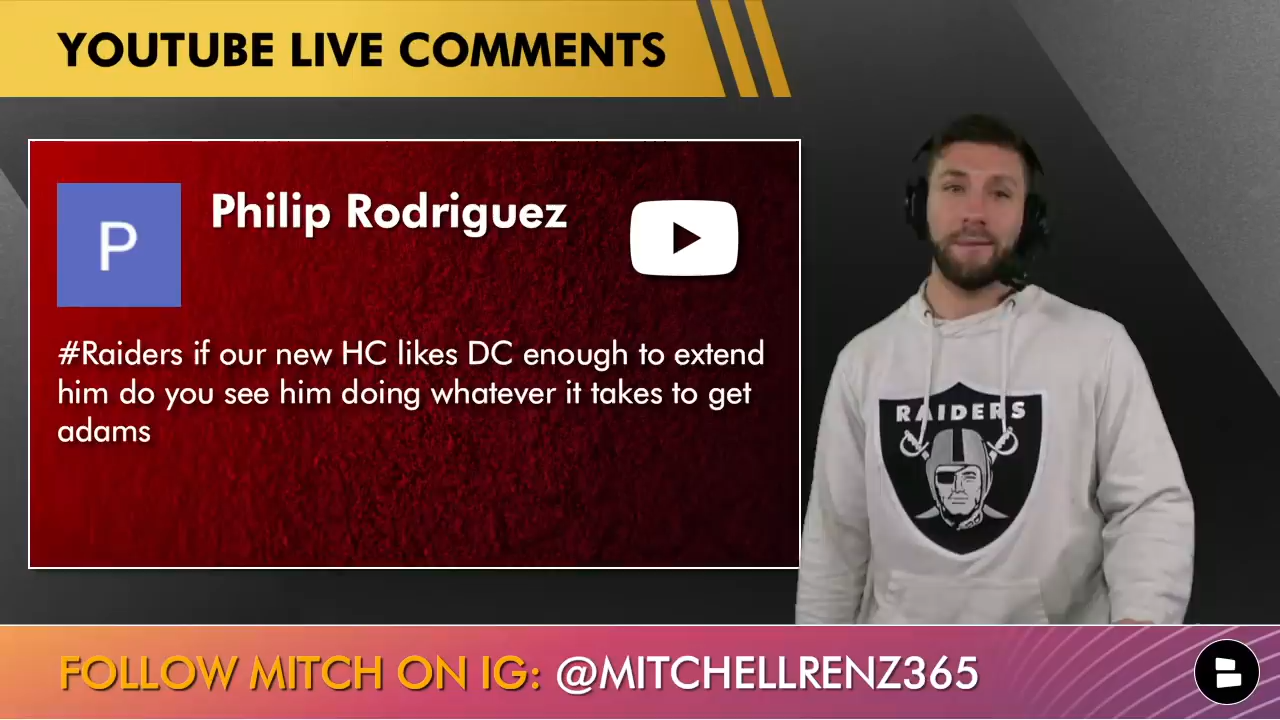 YOUTUBE LIVE COMMENTS
P
Philip Rodriguez
#Raiders if our new HC likes DC enough to extend
him do you see him doing whatever it takes to get
adams
RAIDERS
FOLLOW MITCH ON IG: @MITCHELLRENZ365